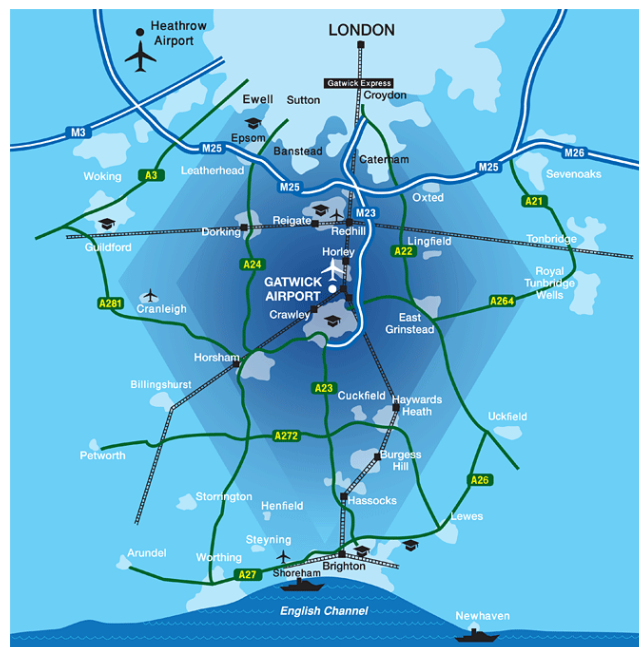 Heathrow
Airport
LONDON
Gatwick Express
Croydon
Ewell
Sutton
M3
Epsom
M25
Banstead
Caterham
M25
M26
Leatherhead
Woking
A3
M25
M25
Sevenoaks
Oxted
A21
M23
Reigate
Redhill
Guildford
Dorking
Lingfield
Tonbridge
Horley
A22
A24
Royal
Tunbridge
Wells
GATWICK
AIRPORT
A281
Cranleigh
A264
Crawley
East
Grinstead
Horsham
Billingshurst
A23
Cuckfield
Haywards
Heath
Uckfield
A272
Petworth
Burgess
Hill
A26
Storrington
Hassocks
Henfield
Lewes
Steyning
Arundel
Worthing
Brighton
A27
Shoreham
English Channel
Newhaven